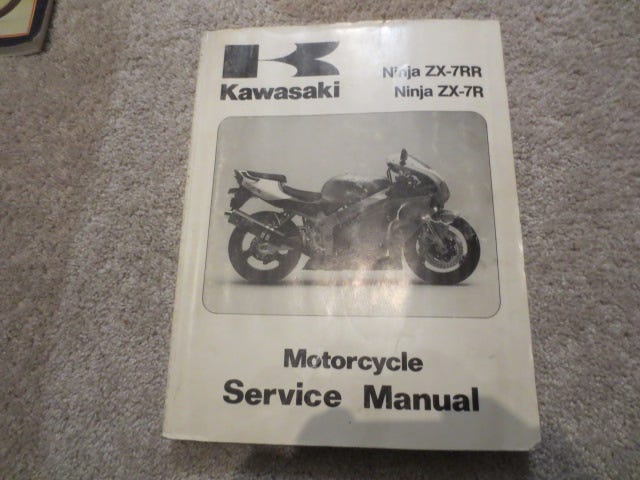 Ninja ZX-7RR
Kawasaki
Ninja ZX-7R
Motorcycle
Service Manual